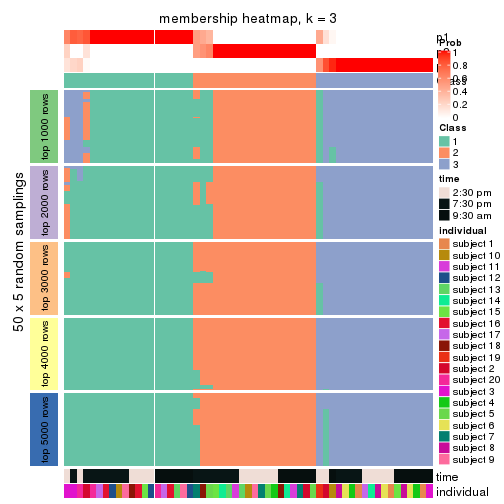 membership heatmap, k = 3
p1
Prob
1
0.8
0.6
0.4
0.2
0
Class
1
2
3
time
2:30 pm
7:30 pm
9:30 am
individual
subject 1
subject 10
subject 11
subject 12
subject 13
subject 14
subject 15
subject 16
subject 17
subject 18
subject 19
subject 2
subject 20
subject 3
subject 4
subject 5
subject 6
subject 7
subject 8
subject 9
50 x 5 random samplings
top 1000 rows
top 2000 rows
top 3000 rows
top 4000 rows
top 5000 rows
time
individual